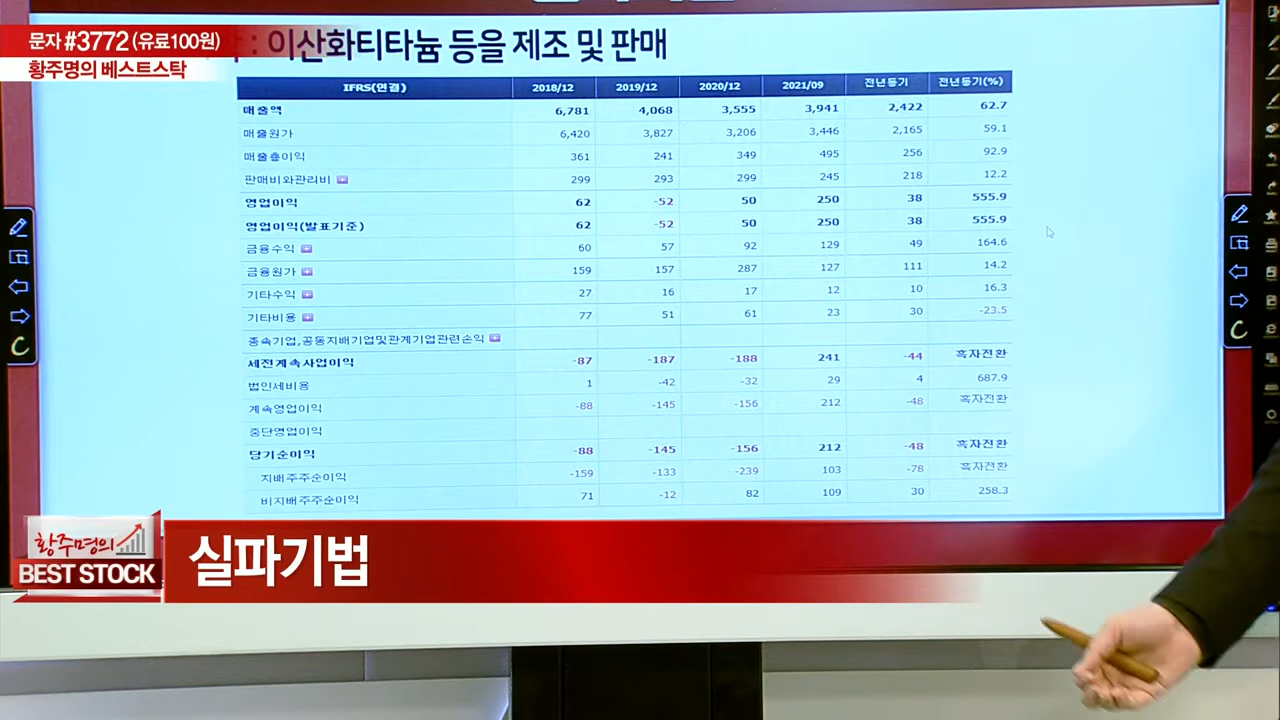 문자 #3772 (유료100원)
황주명의 베스트스탁
: 이산화티타늄 등을 제조 및 판매
IFRS(연결) 2018/12 2019/12 2020/12 2021/09 전년동기 전년동기(%)
매출액 6,781 4,068 3,555 3,941 2,422 62.7
매출원가 6,420 3,827 3,206 3,446 2,165 59.1
매출총이익 361 241 349 495 256 92.9
판매비와관리비 299 293 299 245 218 12.2
영업이익 62 -52 50 250 38 555.9
영업이익(발표기준) 62 -52 50 250 38 555.9
금융수익 60 57 92 129 49 164.6
금융원가 159 157 287 127 111 14.2
기타수익 27 16 17 12 10 16.3
기타비용 77 51 61 23 30 -23.5
종속기업,공동지배기업및관계기업관련손익
세전계속사업이익 -87 -187 -188 241 -44 흑자전환
법인세비용 1 -42 -32 29 4 687.9
계속영업이익 -88 -145 -156 212 -48 흑자전환
중단영업이익
당기순이익 -88 -145 -156 212 -48 흑자전환
지배주주순이익 -159 -133 -239 103 -78 흑자전환
비지배주주순이익 71 -12 82 109 30 258.3
황주명의
BEST STOCK
실파기법